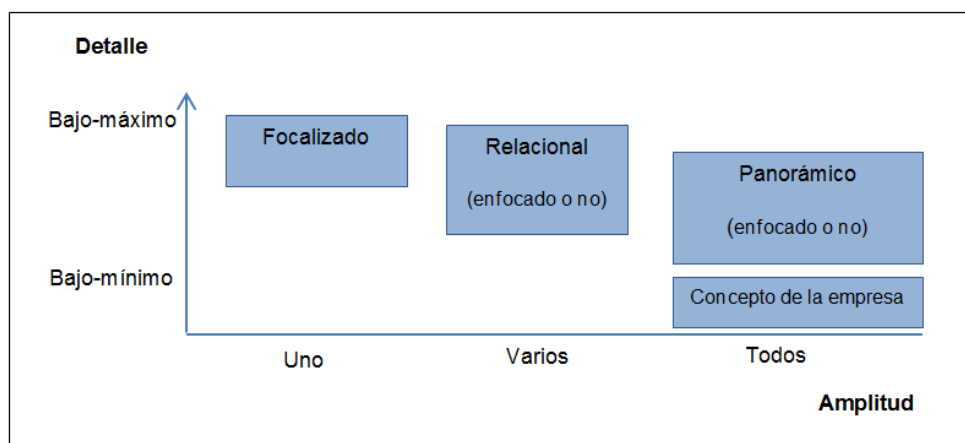 Detalle
Bajo-máximo
Focalizado
Relacional
(enfocado o no)
Panorámico
(enfocado o no)
Bajo-mínimo
Concepto de la empresa
Uno
Varios
Todos
Amplitud